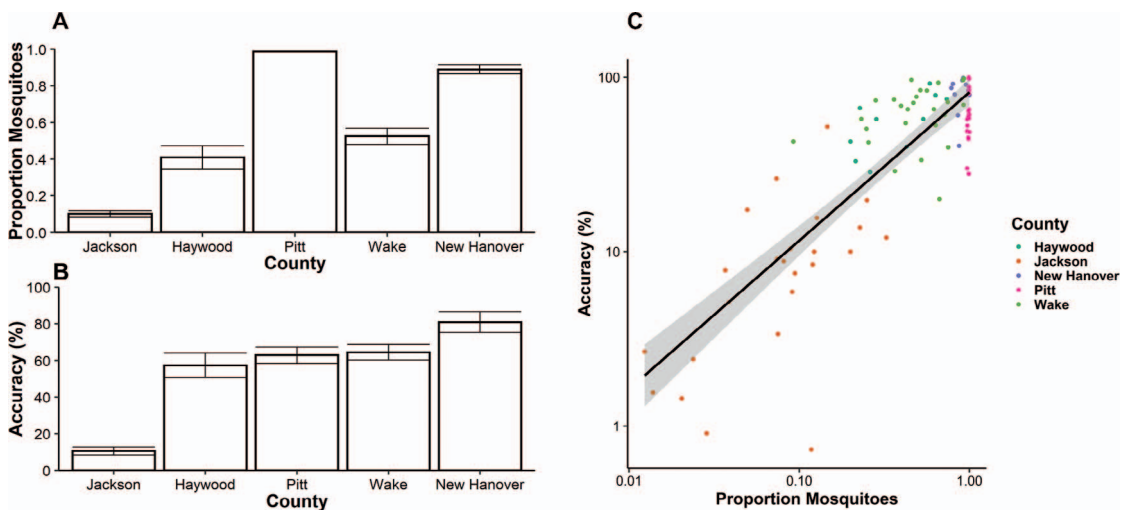 A
Proportion Mosquitoes
1.0
0.8
0.6
0.4
0.2
0.0
Jackson Haywood Pitt Wake New Hanover
County
B
Accuracy (%)
80
60
40
20
0
Jackson Haywood Pitt Wake New Hanover
County
C
Accuracy (%)
100
10
1
0.01 0.10 1.00
Proportion Mosquitoes
County
Haywood
Jackson
New Hanover
Pitt
Wake